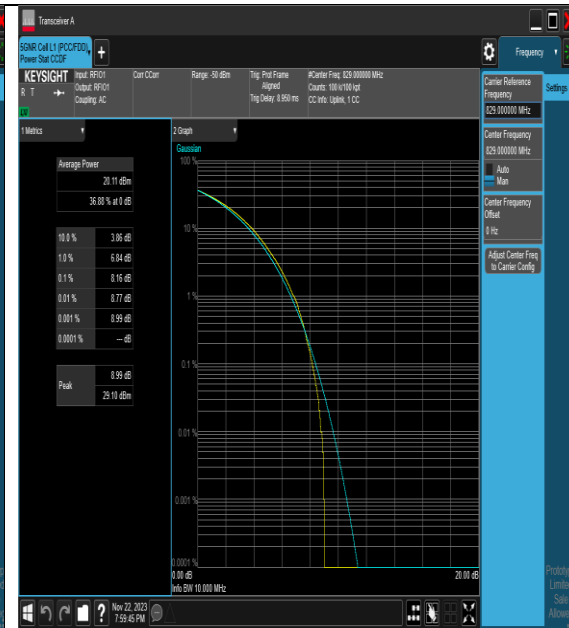 Transceiver A
5GNR Cell L1 (PCC/FDD),
Power Stat CCDF
+
Frequency
KEYSIGHT
R T
LV
Input: RFIO1
Output: RFIO1
Coupling: AC
Corr CCorr
Range: -50 dBm
Trig: Prot Frame
Aligned
Trig Delay: 8.950 ms
#Center Freq: 829.000000 MHz
Counts: 100 k/100 kpt
CC Info: Uplink, 1 CC
Carrier Reference
Frequency
829.000000 MHz
Settings
Center Frequency
829.000000 MHz
Auto
Man
Center Frequency
Offset
0 Hz
Adjust Center Freq
to Carrier Config
1 Metrics
Average Power
20.11 dBm
36.88 % at 0 dB
10.0 % 3.86 dB
1.0 % 6.84 dB
0.1 % 8.16 dB
0.01 % 8.77 dB
0.001 % 8.99 dB
0.0001 % --- dB
Peak
8.99 dB
29.10 dBm
2 Graph
Gaussian
100 %
10 %
1 %
0.1 %
0.01 %
0.001 %
0.0001 %
0.00 dB 20.00 dB
Info BW 10.000 MHz
Nov 22, 2023
7:59:45 PM
?